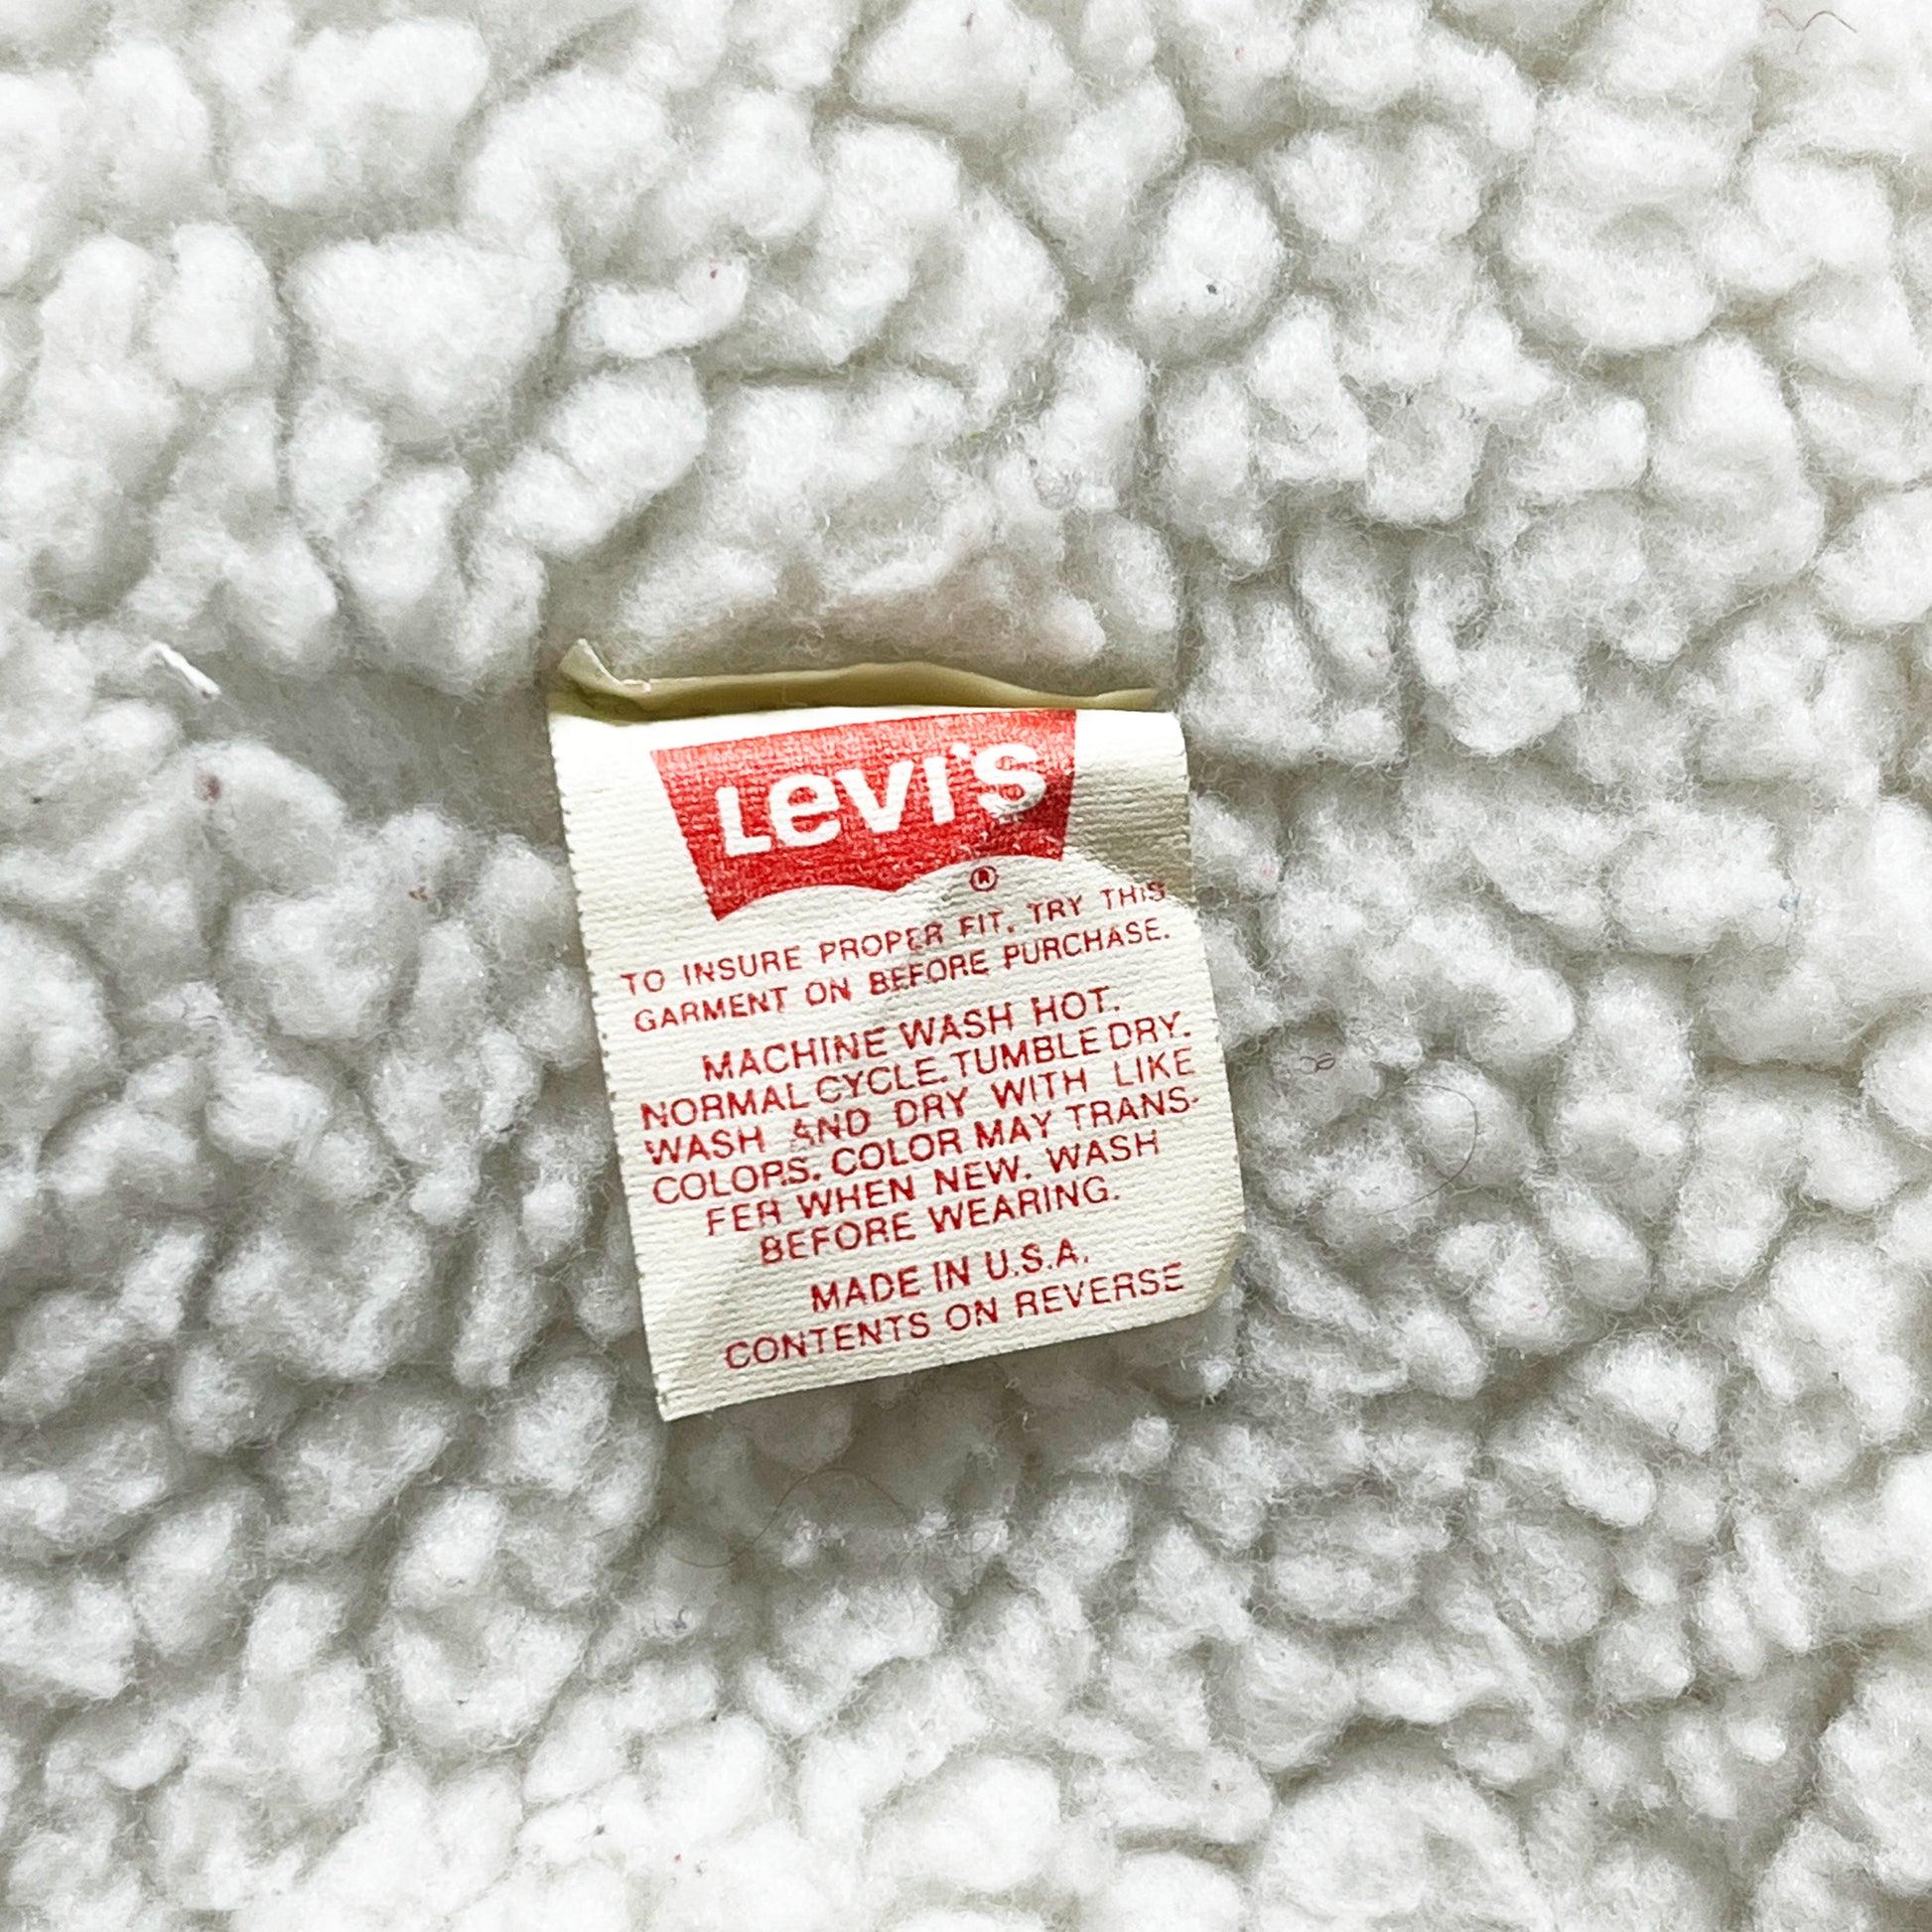 Levi's
®
TO INSURE PROPER FIT, TRY THIS
GARMENT ON BEFORE PURCHASE.
MACHINE WASH HOT.
NORMAL CYCLE. TUMBLE DRY.
WASH AND DRY WITH LIKE
COLORS. COLOR MAY TRANS-
FER WHEN NEW. WASH
BEFORE WEARING.
MADE IN U.S.A.
CONTENTS ON REVERSE